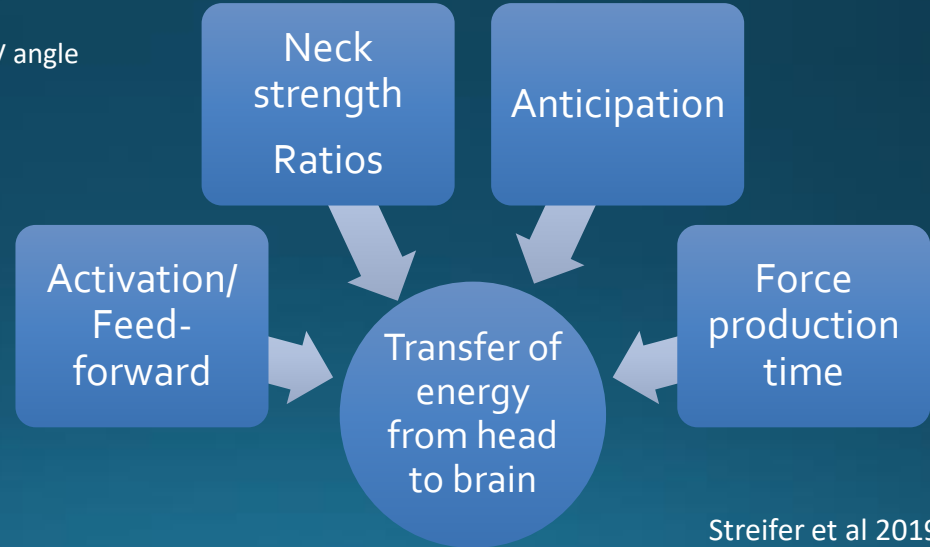 / angle
Neck
strength
Ratios
Anticipation
Activation/
Feed-
forward
Force
production
time
Transfer of
energy
from head
to brain
Streifer et al 2019